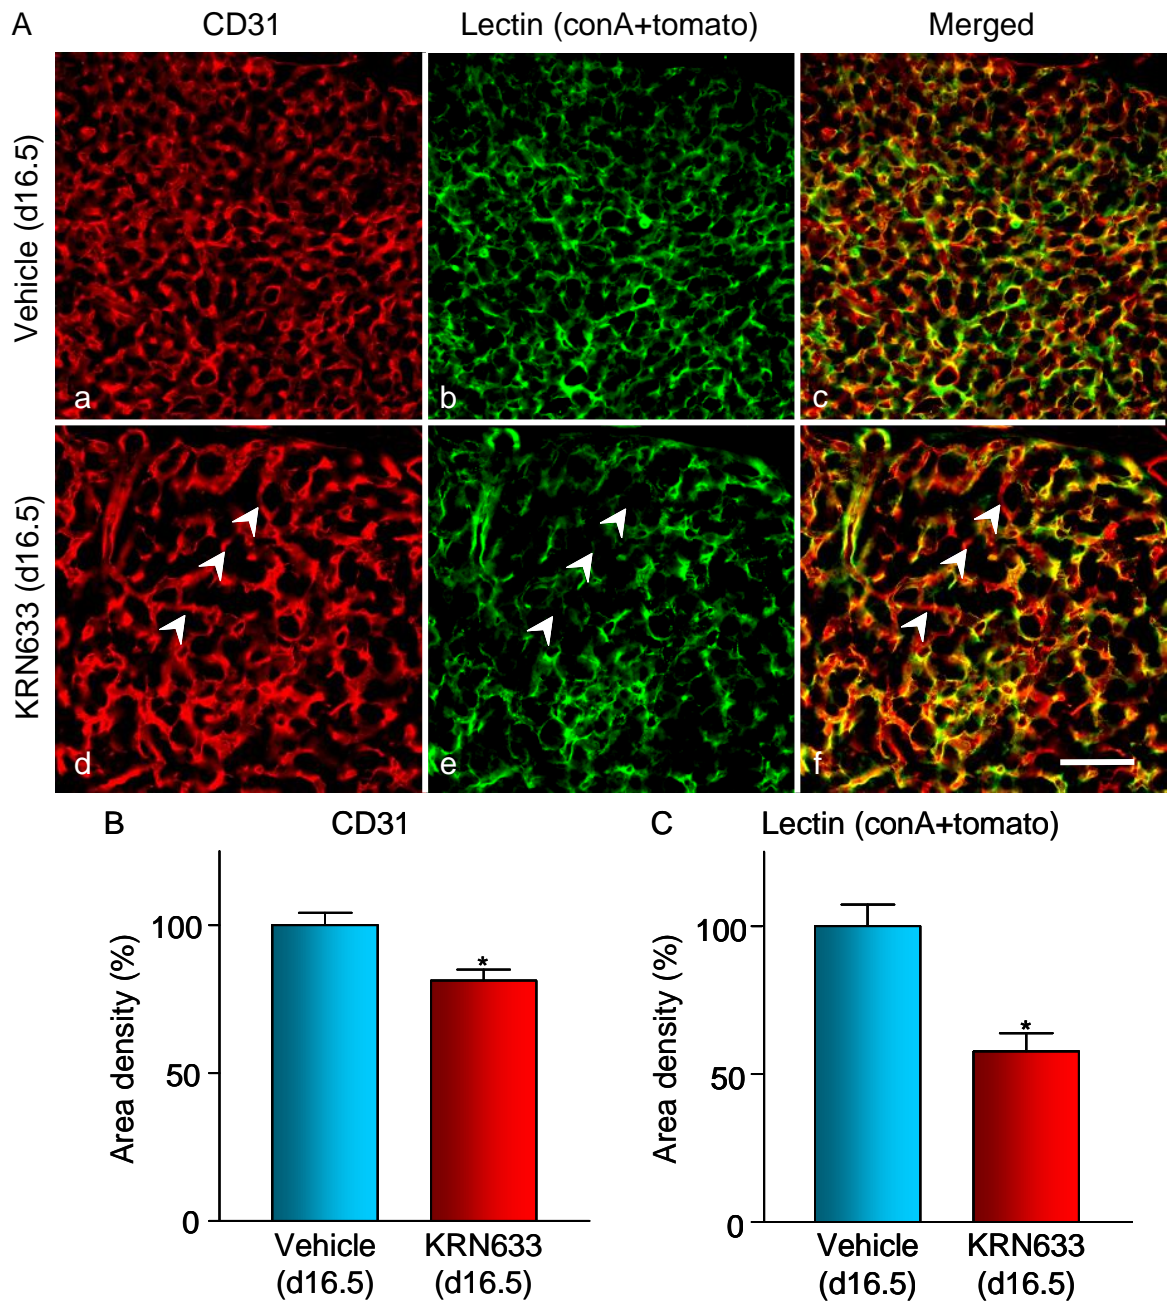 A
CD31
Lectin (conA+tomato)
Merged
Vehicle (d16.5)
a
b
c
KRN633 (d16.5)
d
e
f
B
CD31
Area density (%)
100
50
0
*
Vehicle
(d16.5)
KRN633
(d16.5)
C
Lectin (conA+tomato)
Area density (%)
100
50
0
*
Vehicle
(d16.5)
KRN633
(d16.5)